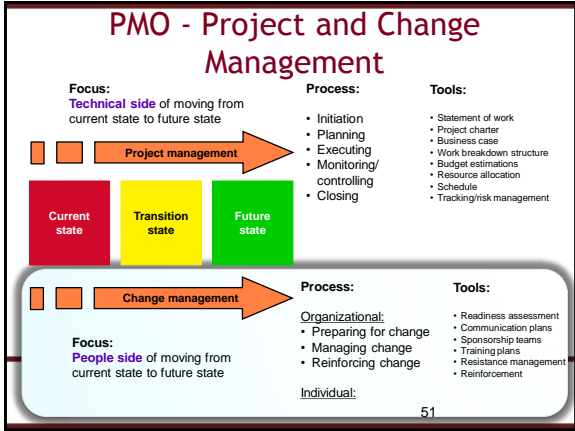 PMO - Project and Change
Management
Focus:
Technical side of moving from
current state to future state
Project management
Process:
• Initiation
• Planning
• Executing
• Monitoring/
controlling
• Closing
Tools:
• Statement of work
• Project charter
• Business case
• Work breakdown structure
• Budget estimations
• Resource allocation
• Schedule
• Tracking/risk management
Current
state
Transition
state
Future
state
Change management
Focus:
People side of moving from
current state to future state
Process:
Organizational:
• Preparing for change
• Managing change
• Reinforcing change
Individual:
Tools:
• Readiness assessment
• Communication plans
• Sponsorship teams
• Training plans
• Resistance management
• Reinforcement
51